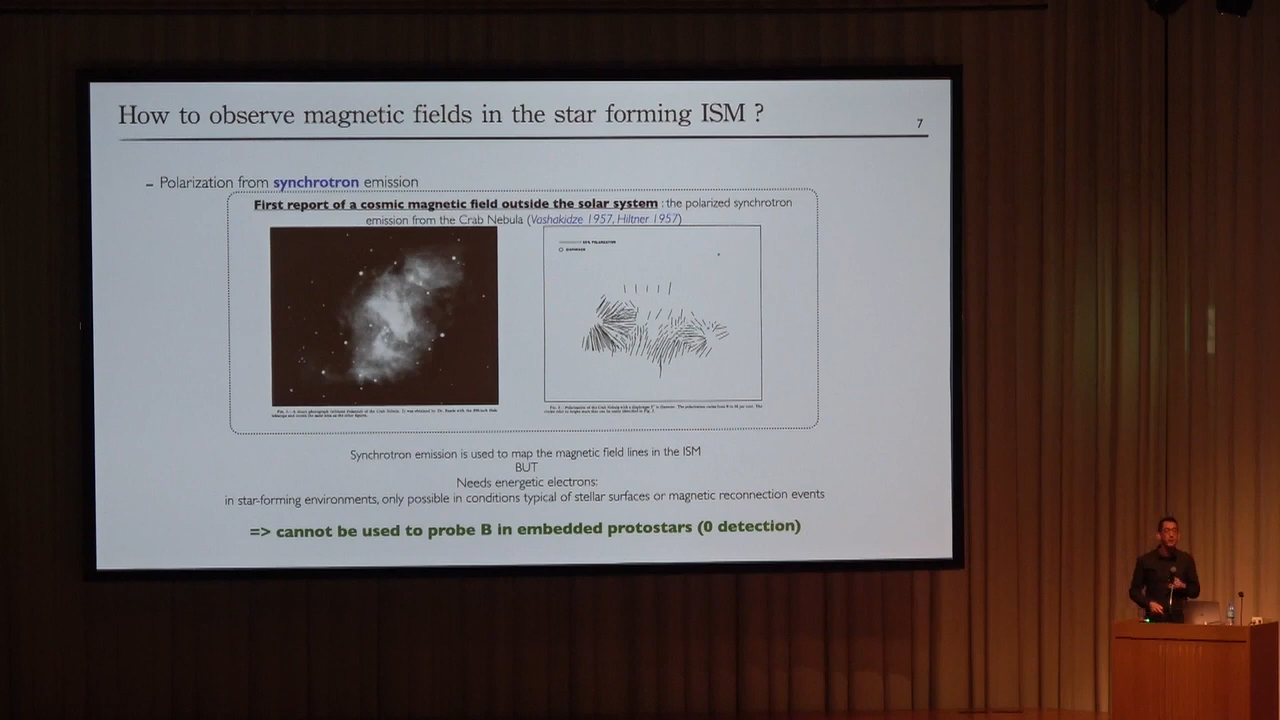 How to observe magnetic fields in the star forming ISM ?
7
– Polarization from synchrotron emission
First report of a cosmic magnetic field outside the solar system : the polarized synchrotron
emission from the Crab Nebula (Vashakidze 1957, Hiltner 1957)
Synchrotron emission is used to map the magnetic field lines in the ISM
BUT
Needs energetic electrons:
in star-forming environments, only possible in conditions typical of stellar surfaces or magnetic reconnection events
=> cannot be used to probe B in embedded protostars (0 detection)